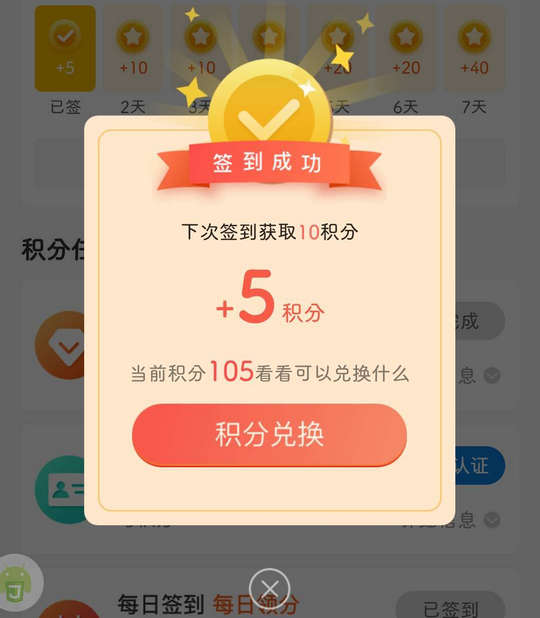 +5 +10 +10 +20 +20 +40
已签 2天 3天 5天 6天 7天
签到成功
下次签到获取10积分
+5 积分
当前积分105看看可以兑换什么
积分兑换
积分任
完成
息
认证
信息
每日签到 每日领分
已签到